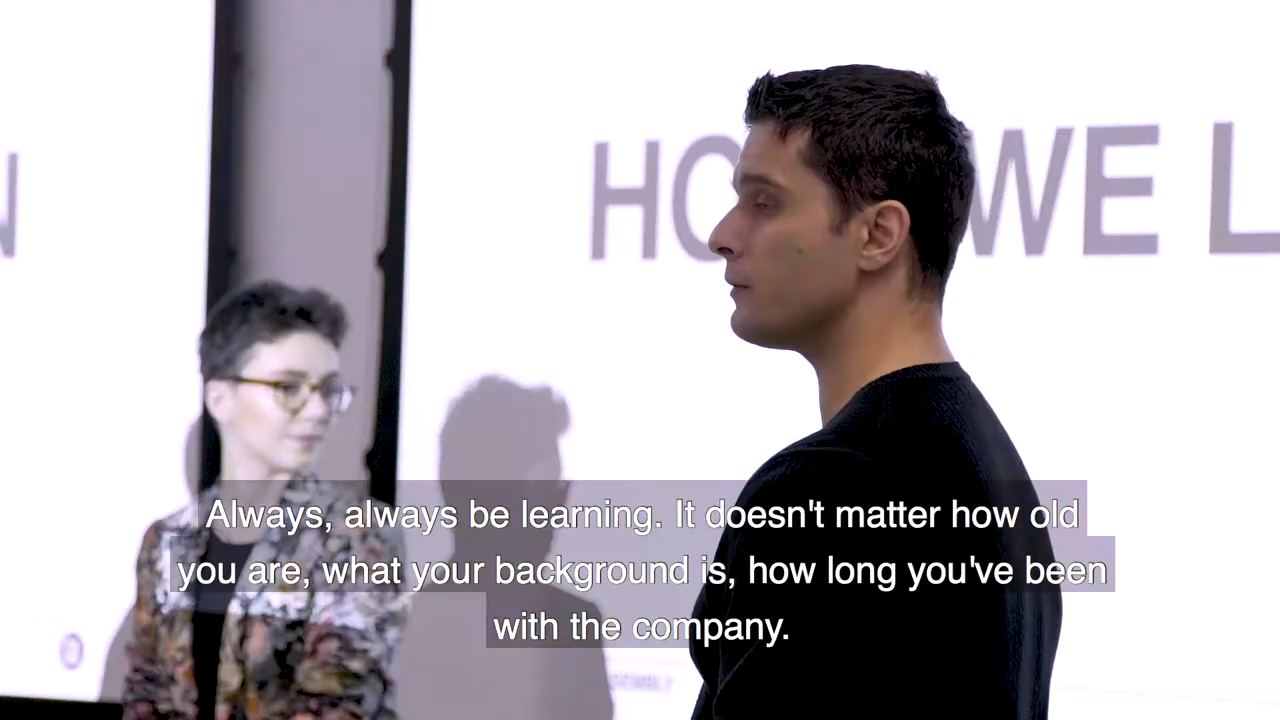 N
HO WE L
Always, always be learning. It doesn't matter how old
you are, what your background is, how long you've been
with the company.